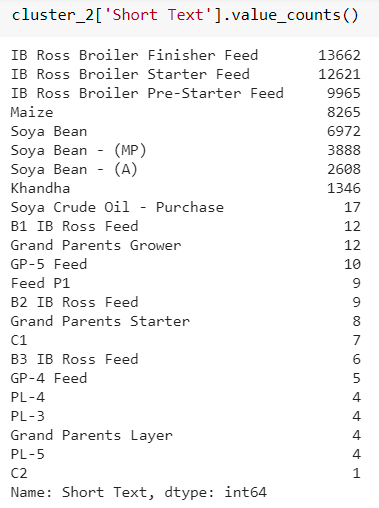 cluster_2['Short Text'].value_counts()
IB Ross Broiler Finisher Feed 13662
IB Ross Broiler Starter Feed 12621
IB Ross Broiler Pre-Starter Feed 9965
Maize 8265
Soya Bean 6972
Soya Bean - (MP) 3888
Soya Bean - (A) 2608
Khandha 1346
Soya Crude Oil - Purchase 17
B1 IB Ross Feed 12
Grand Parents Grower 12
GP-5 Feed 10
Feed P1 9
B2 IB Ross Feed 9
Grand Parents Starter 8
C1 7
B3 IB Ross Feed 6
GP-4 Feed 5
PL-4 4
PL-3 4
Grand Parents Layer 4
PL-5 4
C2 1
Name: Short Text, dtype: int64